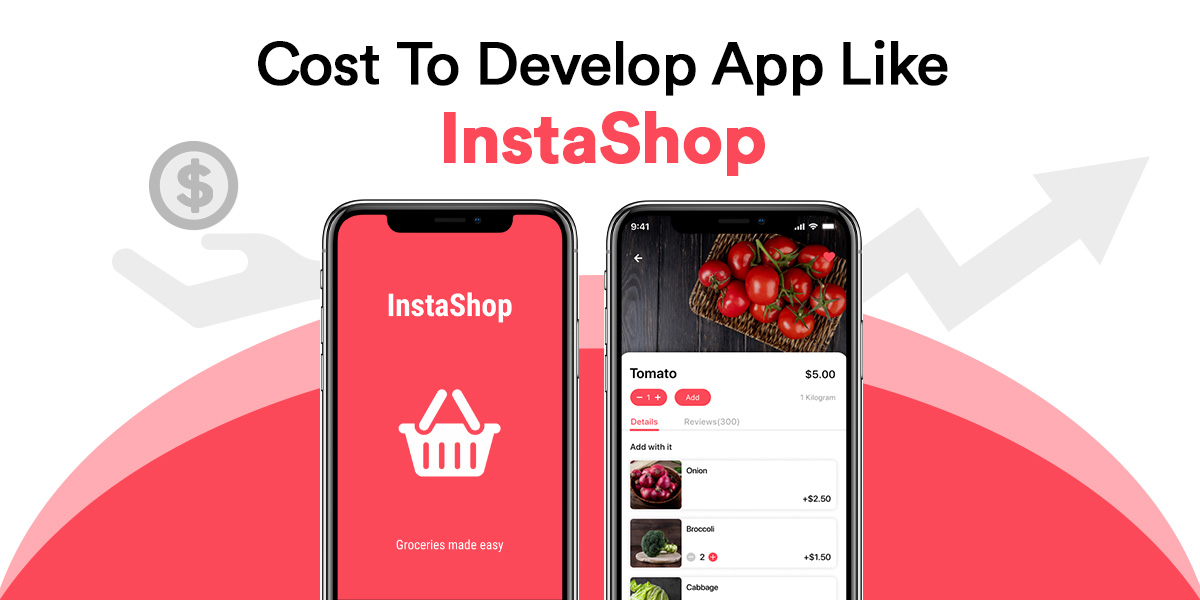 Cost To Develop App Like
InstaShop
$
InstaShop
Groceries made easy
9:41
Tomato
$5.00
1
Add
1 Kilogram
Details
Reviews(300)
Add with it
Onion
+$2.50
Broccoli
2
+$1.50
Cabbage